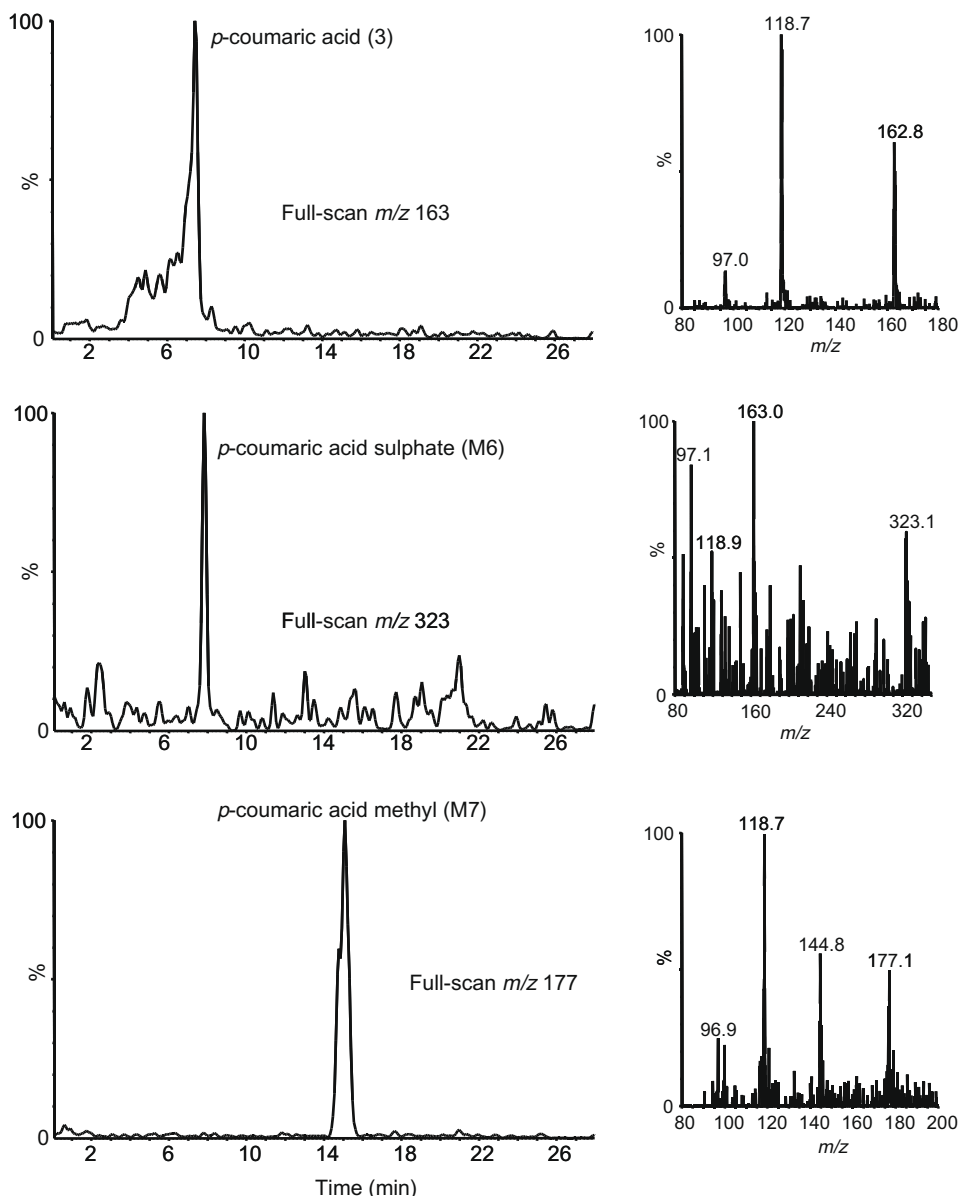 100
p-coumaric acid (3)
%
Full-scan m/z 163
0
2 6 10 14 18 22 26
118.7
100
162.8
%
97.0
0
80 100 120 140 160 180
m/z
100
p-coumaric acid sulphate (M6)
%
Full-scan m/z 323
0
2 6 10 14 18 22 26
163.0
100
97.1
323.1
118.9
%
0
80 160 240 320
m/z
p-coumaric acid methyl (M7)
100
%
Full-scan m/z 177
0
2 6 10 14 18 22 26
Time (min)
118.7
100
144.8
177.1
%
96.9
0
80 100 120 140 160 180 200
m/z